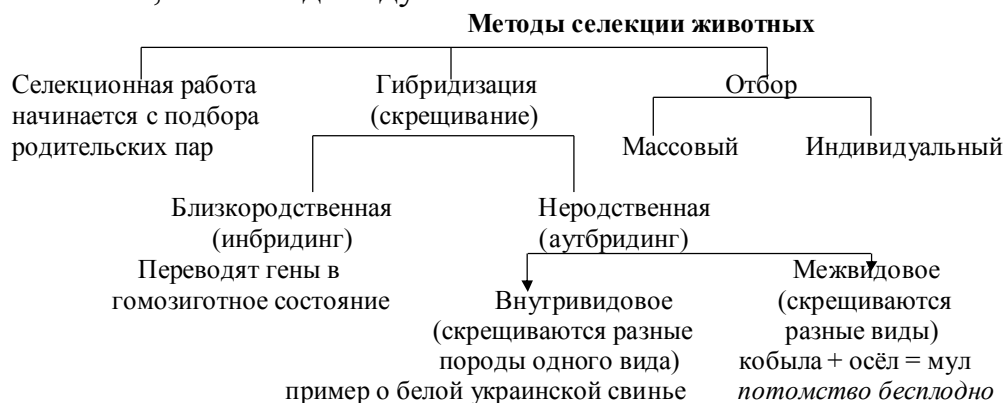 Методы селекции животных
Селекционная работа
начинается с подбора
родительских пар
Гибридизация
(скрещивание)
Отбор
Массовый
Индивидуальный
Близкородственная
(инбридинг)
Переводят гены в
гомозиготное состояние
Неродственная
(аутбридинг)
Внутривидовое
(скрещиваются разные
породы одного вида)
пример о белой украинской свинье
Межвидовое
(скрещиваются
разные виды)
кобыла + осёл = мул
потомство бесплодно